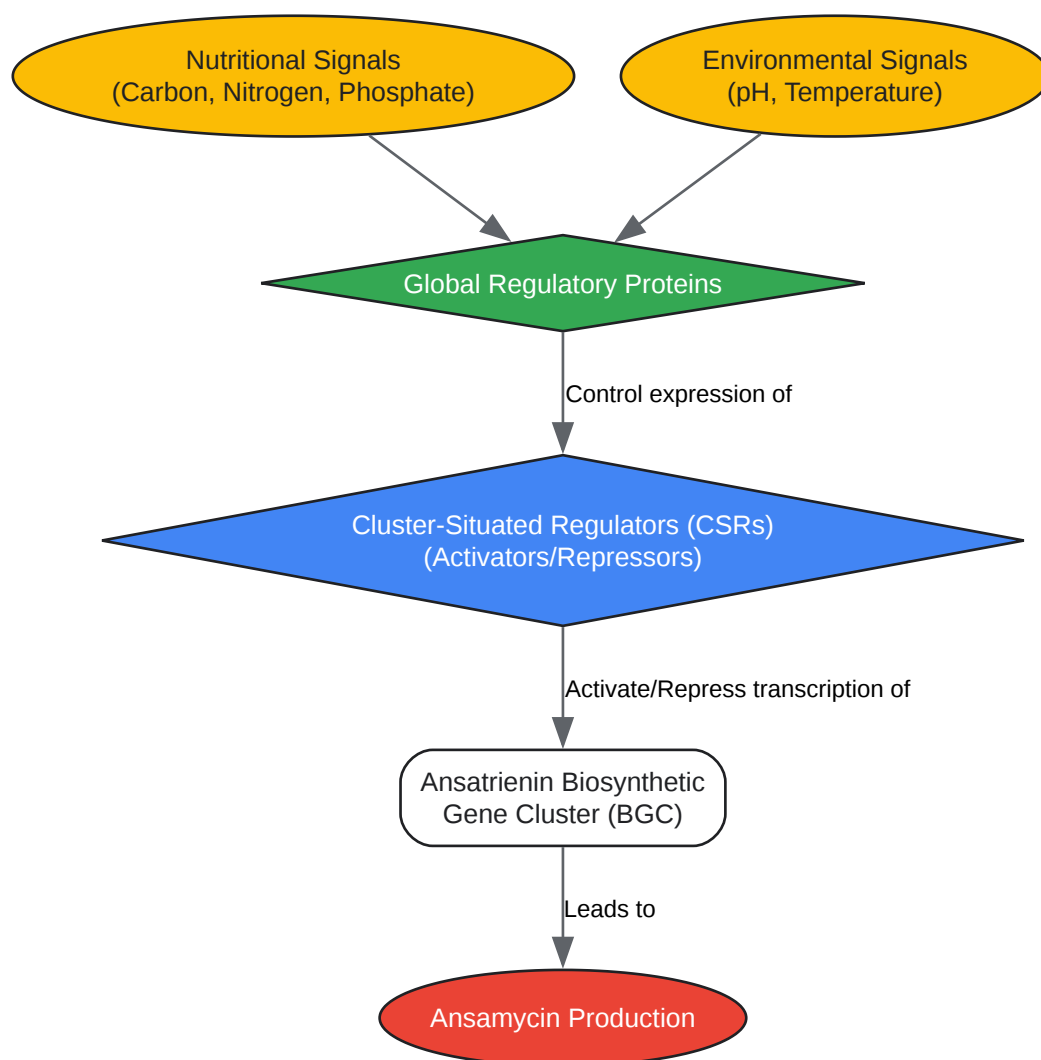 Nutritional Signals
(Carbon, Nitrogen, Phosphate)
Environmental Signals
(pH, Temperature)
Global Regulatory Proteins
Control expression of
Cluster-Situated Regulators (CSRs)
(Activators/Repressors)
Activate/Repress transcription of
Ansatrienin Biosynthetic
Gene Cluster (BGC)
Leads to
Ansamycin Production